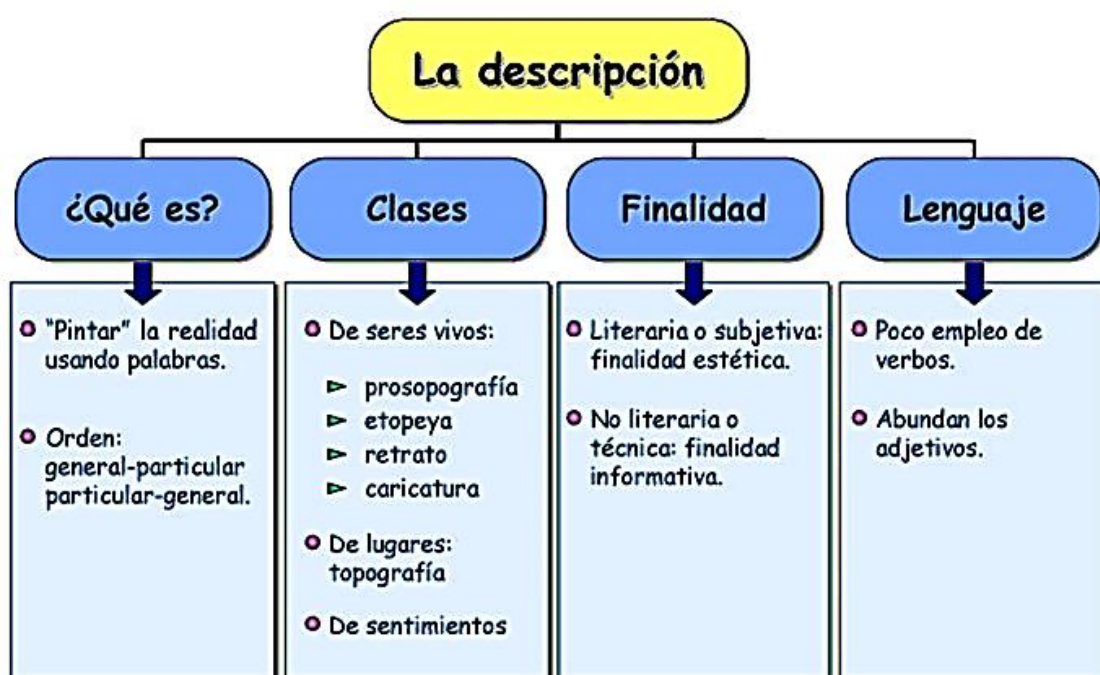 La descripción
¿Qué es?
"Pintar" la realidad
usando palabras.
Orden:
general-particular
particular-general.
Clases
De seres vivos:
prosopografía
etopeya
retrato
caricatura
De lugares:
topografía
De sentimientos
Finalidad
Literaria o subjetiva:
finalidad estética.
No literaria o
técnica: finalidad
informativa.
Lenguaje
Poco empleo de
verbos.
Abundan los
adjetivos.